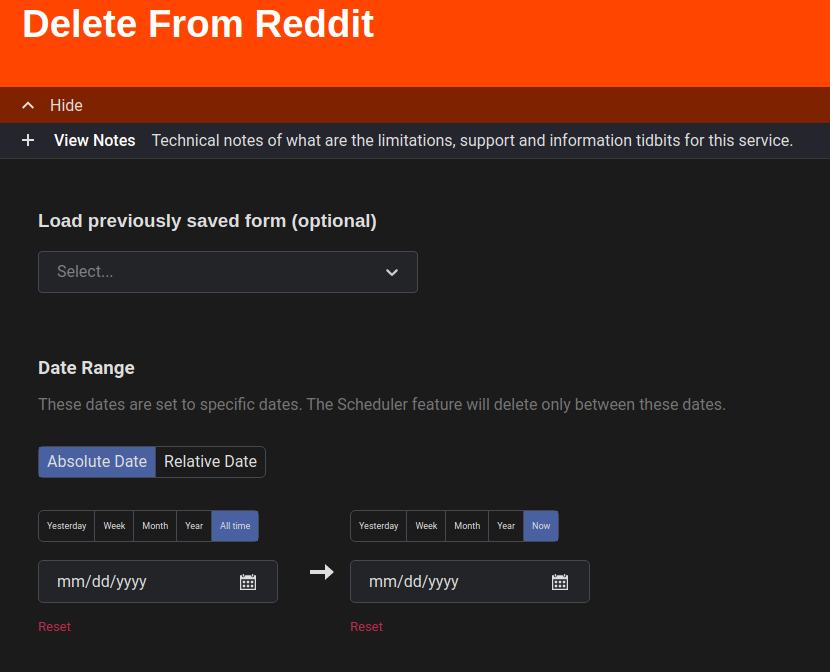 Delete From Reddit
Hide
View Notes Technical notes of what are the limitations, support and information tidbits for this service.
Load previously saved form (optional)
Select...
Date Range
These dates are set to specific dates. The Scheduler feature will delete only between these dates.
Absolute Date Relative Date
Yesterday Week Month Year All time Yesterday Week Month Year Now
mm/dd/yyyy mm/dd/yyyy
Reset Reset